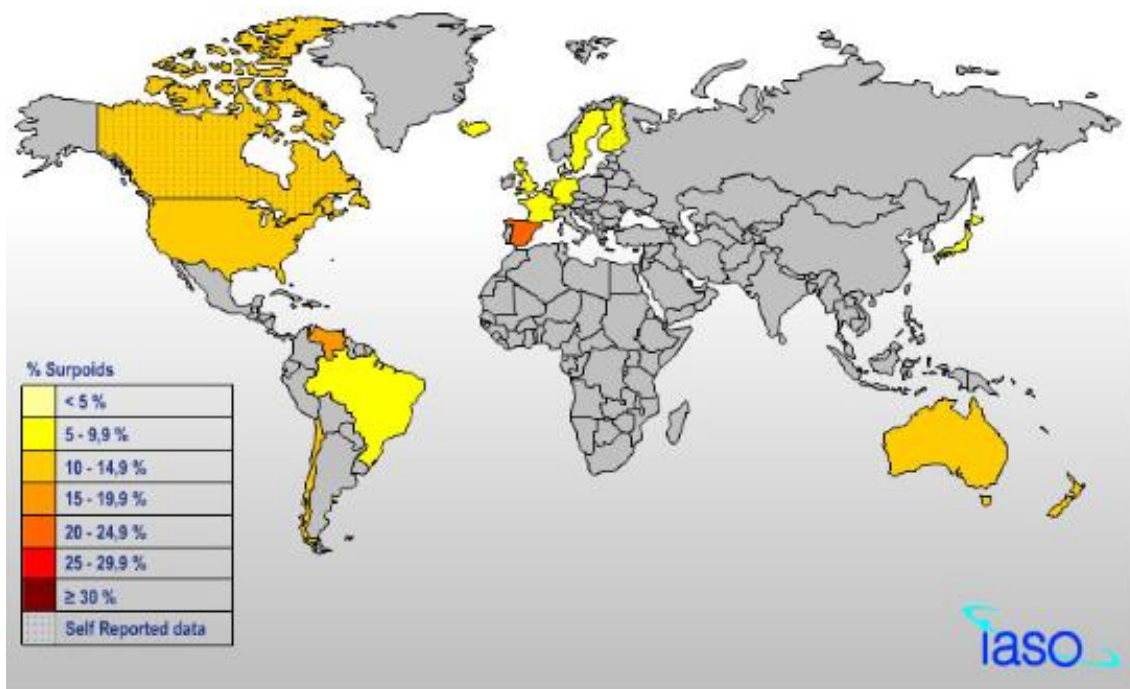 % Surpoids
< 5 %
5 - 9,9 %
10 - 14,9 %
15 - 19,9 %
20 - 24,9 %
25 - 29,9 %
≥ 30 %
Self Reported data
iaso